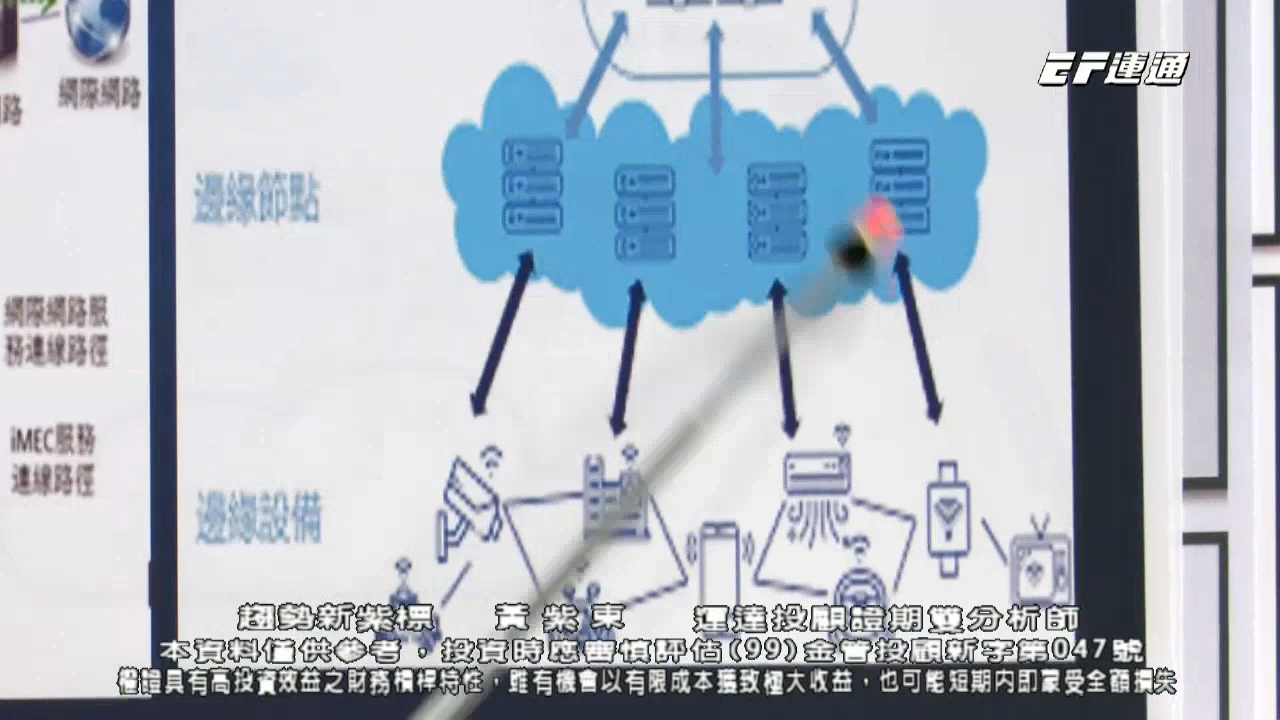 網際網路
路
EF運通
邊緣節點
網際網路服
務連線路徑
iMEC服務
連線路徑
邊緣設備
趨勢新紫標 黃紫東 運達投顧證期雙分析師
本資料僅供參考，投資時應審慎評估(99)金管投顧新字第047號
權證具有高投資效益之財務槓桿特性，雖有機會以有限成本獲致極大收益，也可能短期內即蒙受全額損失